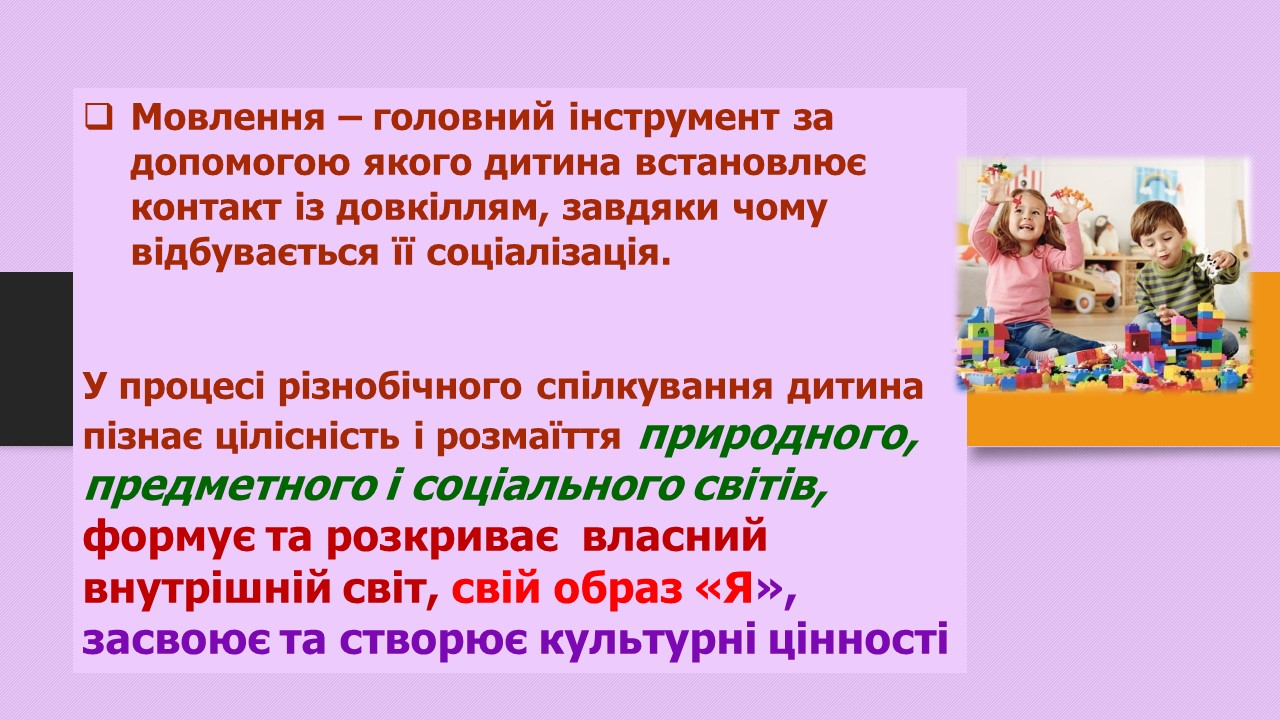 Мовлення – головний інструмент за
допомогою якого дитина встановлює
контакт із довкіллям, завдяки чому
відбувається її соціалізація.
У процесі різнобічного спілкування дитина
пізнає цілісність і розмаїття природного,
предметного і соціального світів,
формує та розкриває власний
внутрішній світ, свій образ «Я»,
засвоює та створює культурні цінності